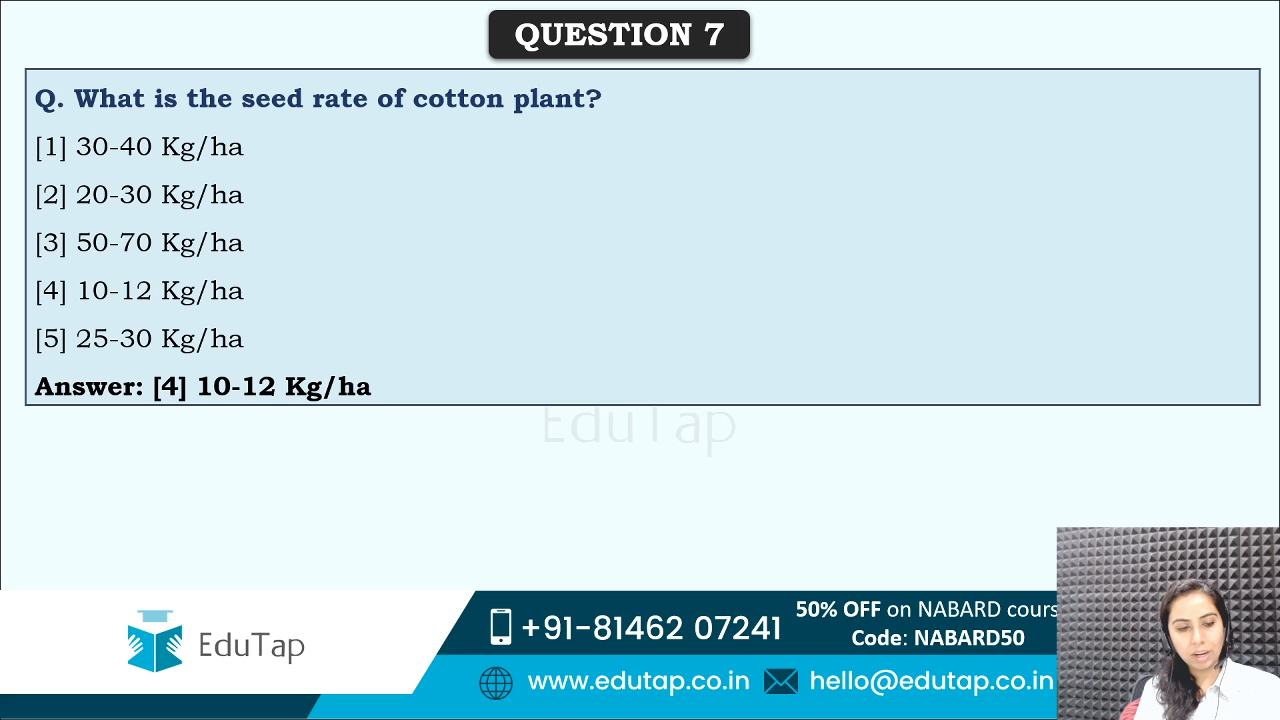 QUESTION 7
Q. What is the seed rate of cotton plant?
[1] 30-40 Kg/ha
[2] 20-30 Kg/ha
[3] 50-70 Kg/ha
[4] 10-12 Kg/ha
[5] 25-30 Kg/ha
Answer: [4] 10-12 Kg/ha
EduTap
EduTap
+91-81462 07241
50% OFF on NABARD cours
Code: NABARD50
www.edutap.co.in
hello@edutap.co.in